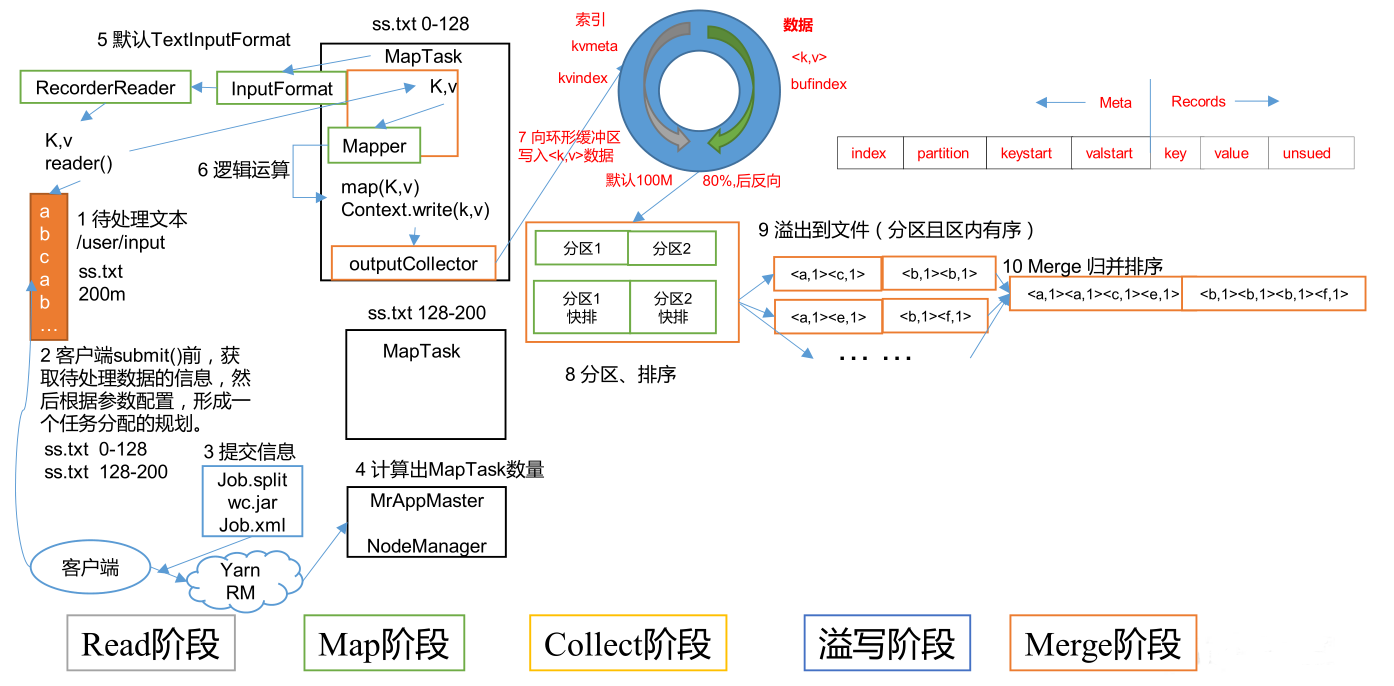 ss.txt 0-128
5 默认TextInputFormat
MapTask
RecorderReader
InputFormat
K,v
K,v
reader()
Mapper
6 逻辑运算
map(K,v)
Context.write(k,v)
outputCollector
a
b
c
a
b
…
1 待处理文本
/user/input
ss.txt
200m
2 客户端submit()前，获
取待处理数据的信息，然
后根据参数配置，形成一
个任务分配的规划。
ss.txt 0-128
ss.txt 128-200
3 提交信息
Job.split
wc.jar
Job.xml
客户端
Yarn
RM
ss.txt 128-200
MapTask
4 计算出MapTask数量
MrAppMaster
NodeManager
索引
kvmeta
kvindex
数据
<k,v>
bufindex
7 向环形缓冲区
写入<k,v>数据
默认100M
80%,后反向
Meta
Records
index
partition
keystart
valstart
key
value
unsued
分区1
分区2
分区1
快排
分区2
快排
8 分区、排序
9 溢出到文件（分区且区内有序）
<a,1><c,1>
<b,1><b,1>
<a,1><e,1>
<b,1><f,1>
… …
10 Merge 归并排序
<a,1><a,1><c,1><e,1>
<b,1><b,1><b,1><f,1>
Read阶段
Map阶段
Collect阶段
溢写阶段
Merge阶段